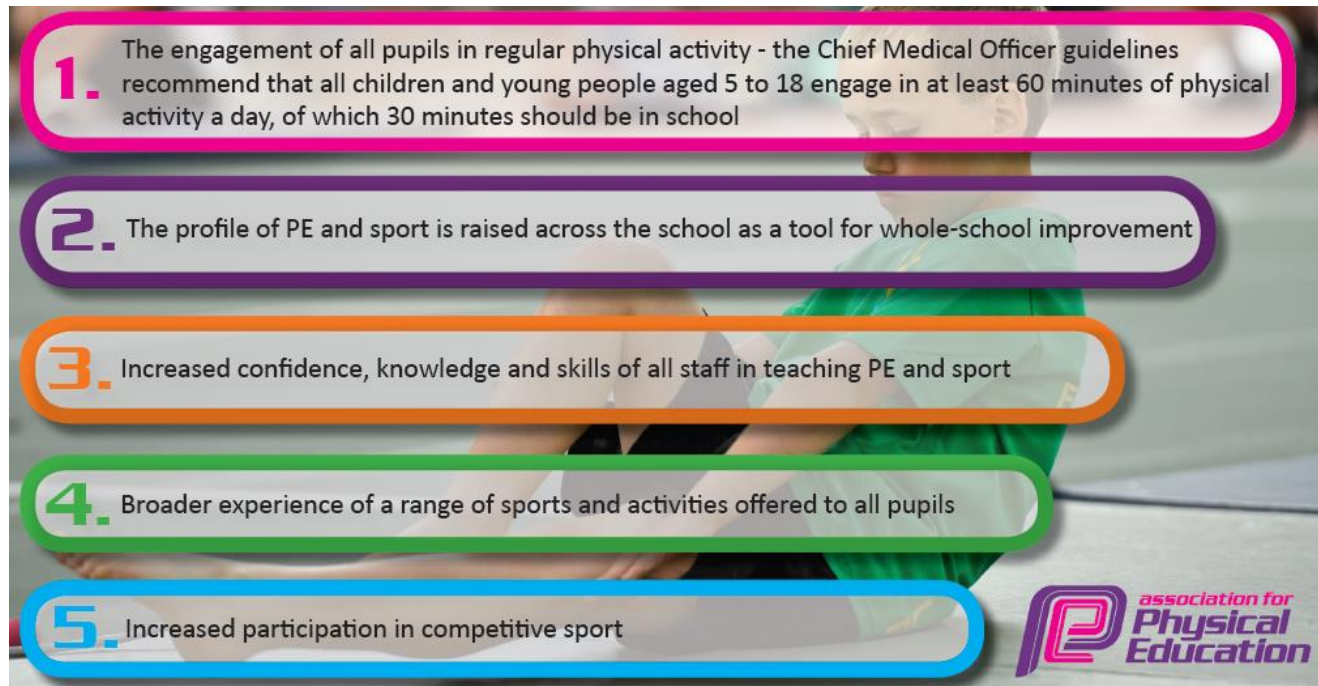 1. The engagement of all pupils in regular physical activity - the Chief Medical Officer guidelines
recommend that all children and young people aged 5 to 18 engage in at least 60 minutes of physical
activity a day, of which 30 minutes should be in school
2. The profile of PE and sport is raised across the school as a tool for whole-school improvement
3. Increased confidence, knowledge and skills of all staff in teaching PE and sport
4. Broader experience of a range of sports and activities offered to all pupils
5. Increased participation in competitive sport
association for
Physical
Education